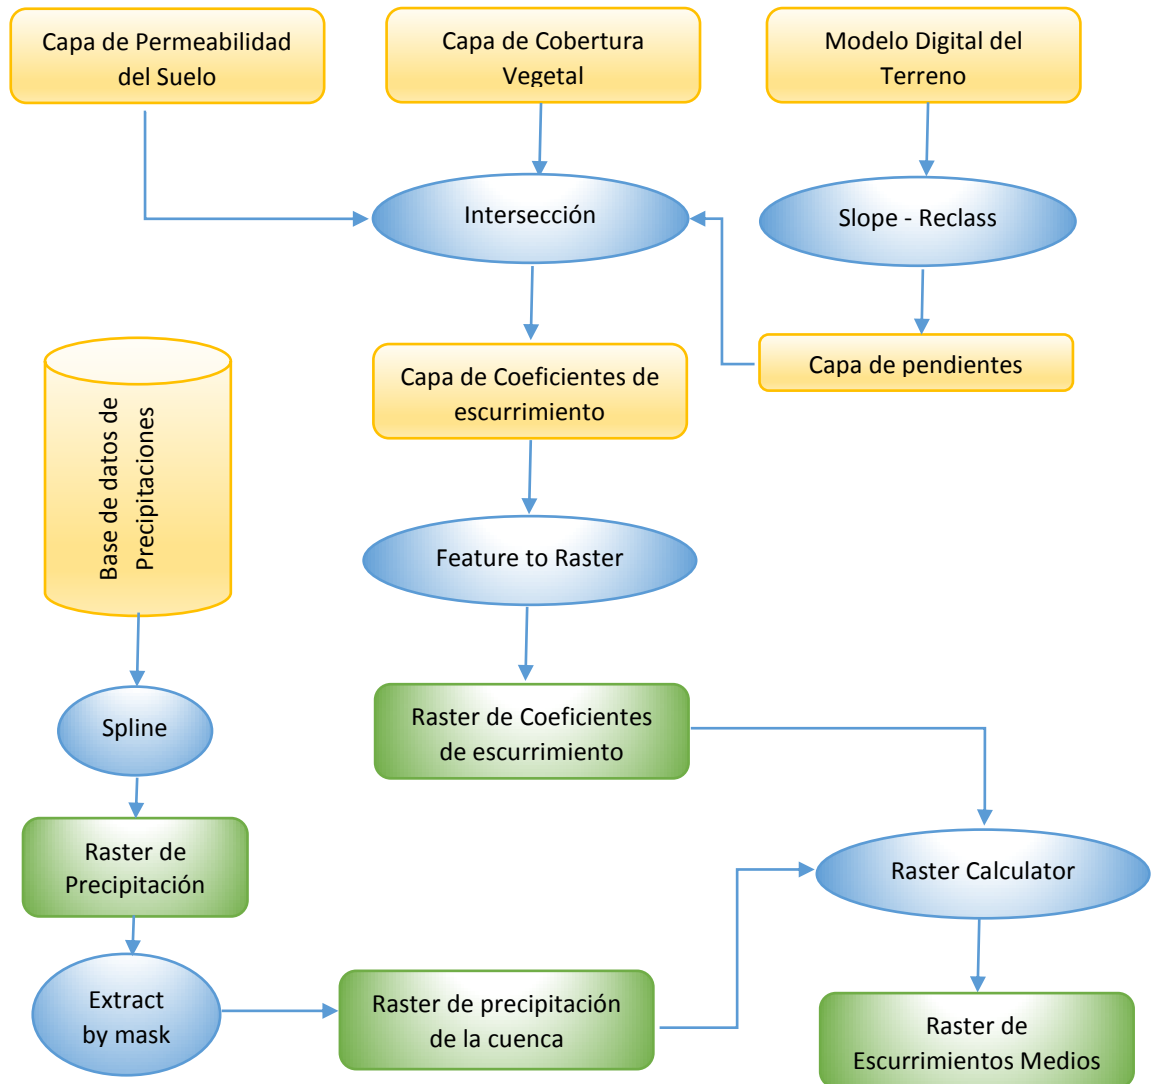 Capa de Permeabilidad
del Suelo
Capa de Cobertura
Vegetal
Modelo Digital del
Terreno
Intersección
Slope - Reclass
Capa de Coeficientes de
escurrimiento
Capa de pendientes
Base de datos de
Precipitaciones
Feature to Raster
Spline
Raster de Coeficientes
de escurrimiento
Raster de
Precipitación
Raster Calculator
Extract
by mask
Raster de precipitación
de la cuenca
Raster de
Escurrimientos Medios